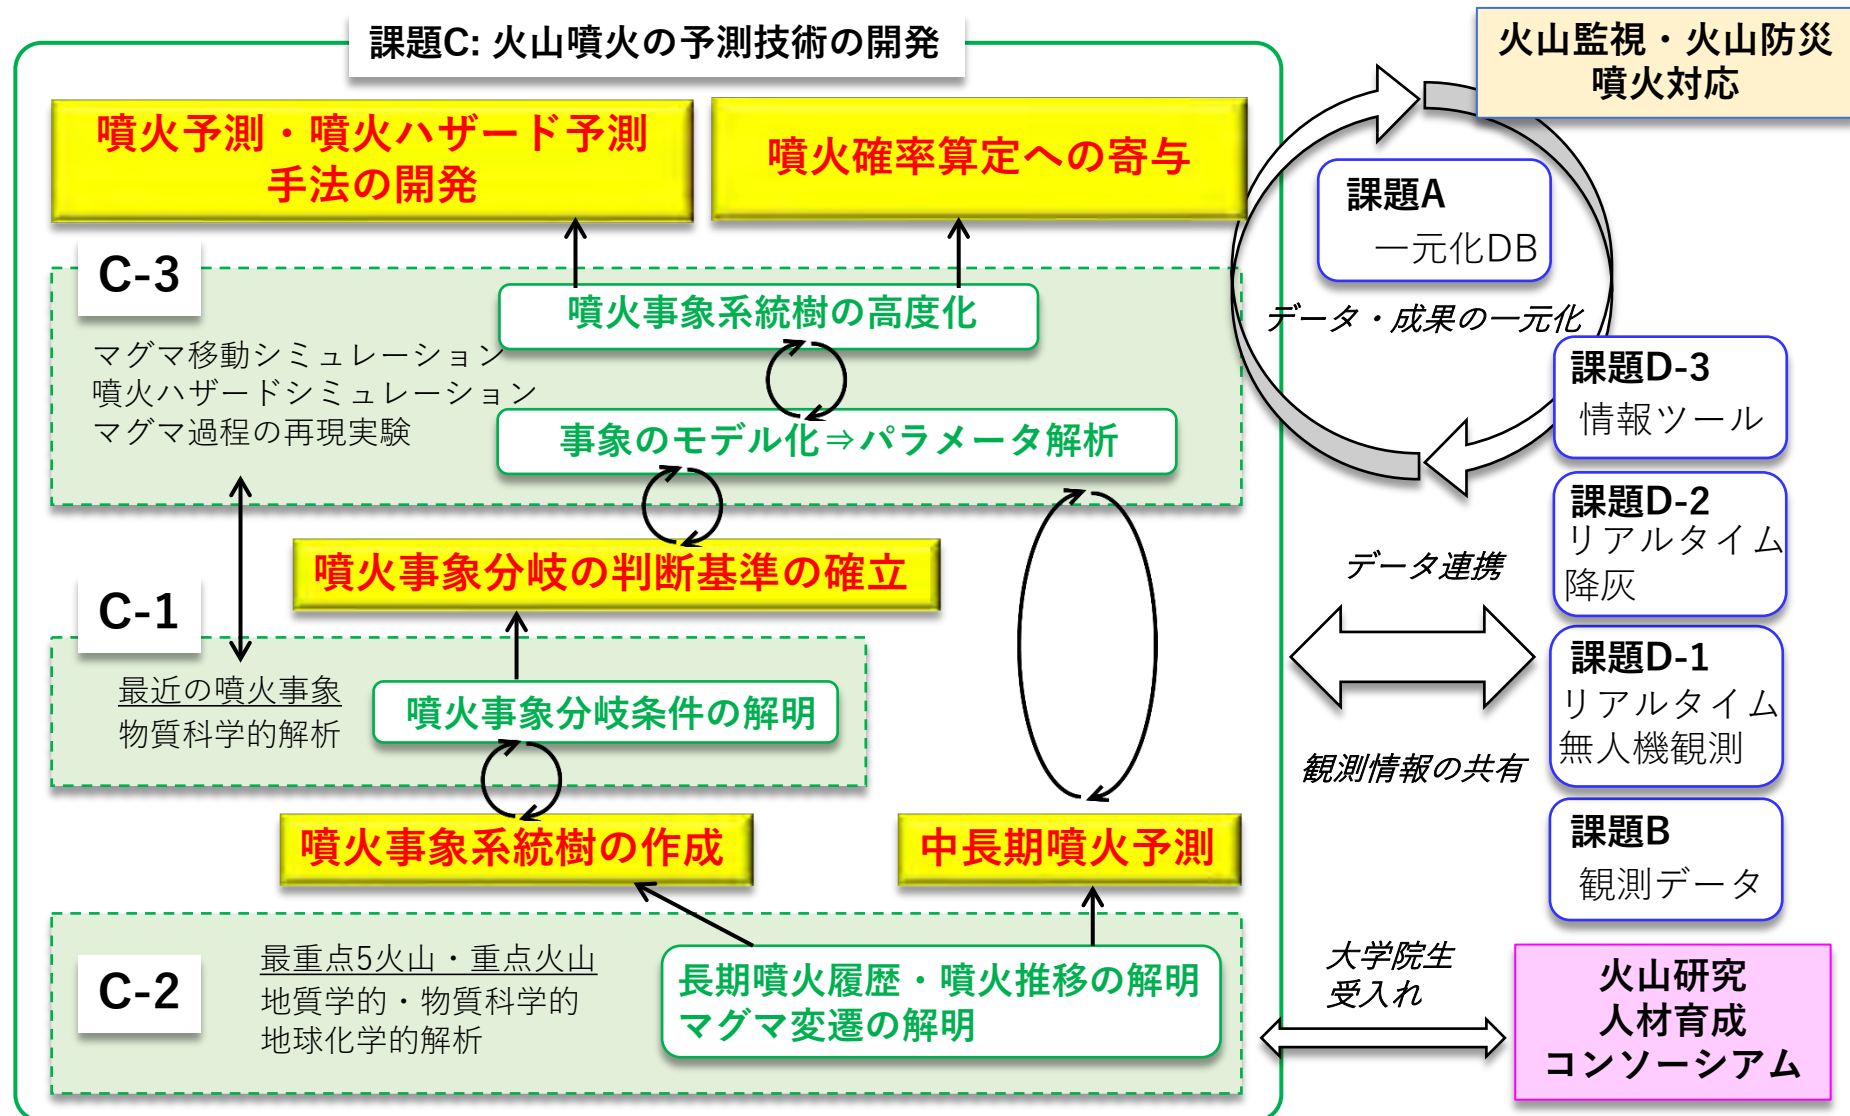 課題C: 火山噴火の予測技術の開発
噴火予測・噴火ハザード予測
手法の開発
噴火確率算定への寄与
C-3
噴火事象系統樹の高度化
マグマ移動シミュレーション
噴火ハザードシミュレーション
マグマ過程の再現実験
事象のモデル化⇒パラメータ解析
噴火事象分岐の判断基準の確立
C-1
最近の噴火事象
物質科学的解析
噴火事象分岐条件の解明
噴火事象系統樹の作成
中長期噴火予測
C-2
最重点5火山・重点火山
地質学的・物質科学的
地球化学的解析
長期噴火履歴・噴火推移の解明
マグマ変遷の解明
火山監視・火山防災
噴火対応
課題A
一元化DB
データ・成果の一元化
課題D-3
情報ツール
課題D-2
リアルタイム
降灰
データ連携
課題D-1
リアルタイム
無人機観測
観測情報の共有
課題B
観測データ
大学院生
受入れ
火山研究
人材育成
コンソーシアム